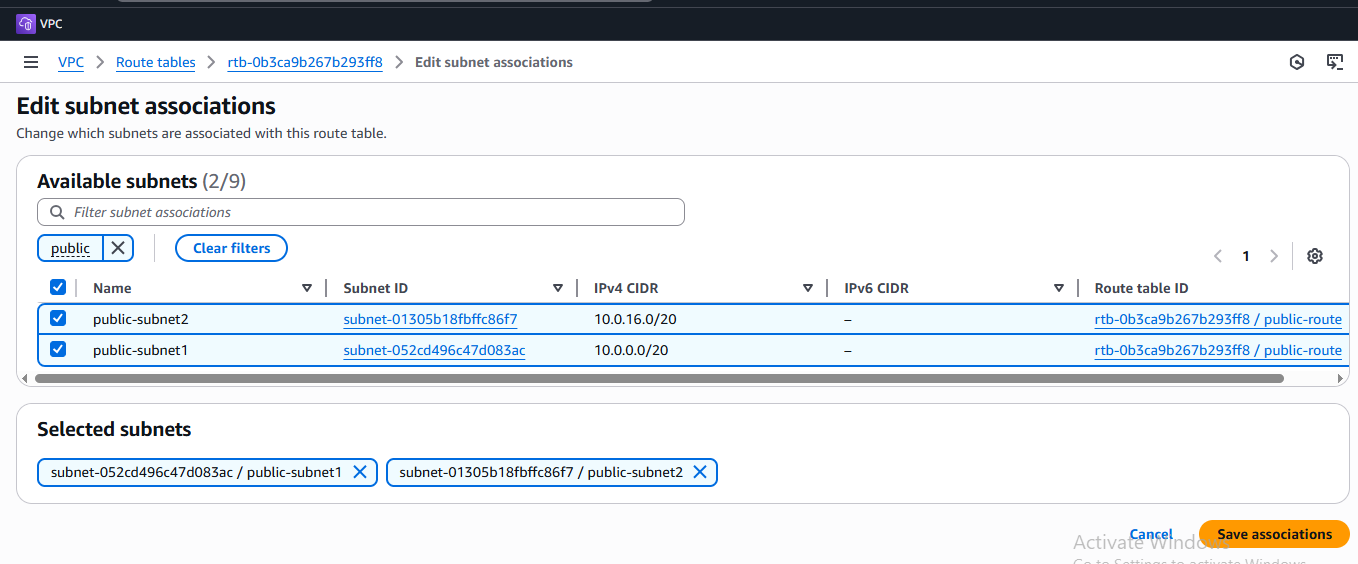 VPC
VPC > Route tables > rtb-0b3ca9b267b293ff8 > Edit subnet associations
Edit subnet associations
Change which subnets are associated with this route table.
Available subnets (2/9)
Filter subnet associations
public
Clear filters
1
Name Subnet ID IPv4 CIDR IPv6 CIDR Route table ID
public-subnet2 subnet-01305b18fbffc86f7 10.0.16.0/20 – rtb-0b3ca9b267b293ff8 / public-route
public-subnet1 subnet-052cd496c47d083ac 10.0.0.0/20 – rtb-0b3ca9b267b293ff8 / public-route
Selected subnets
subnet-052cd496c47d083ac / public-subnet1 subnet-01305b18fbffc86f7 / public-subnet2
Cancel Save associations
Activate Windows
Go to Settings to activate Windows.